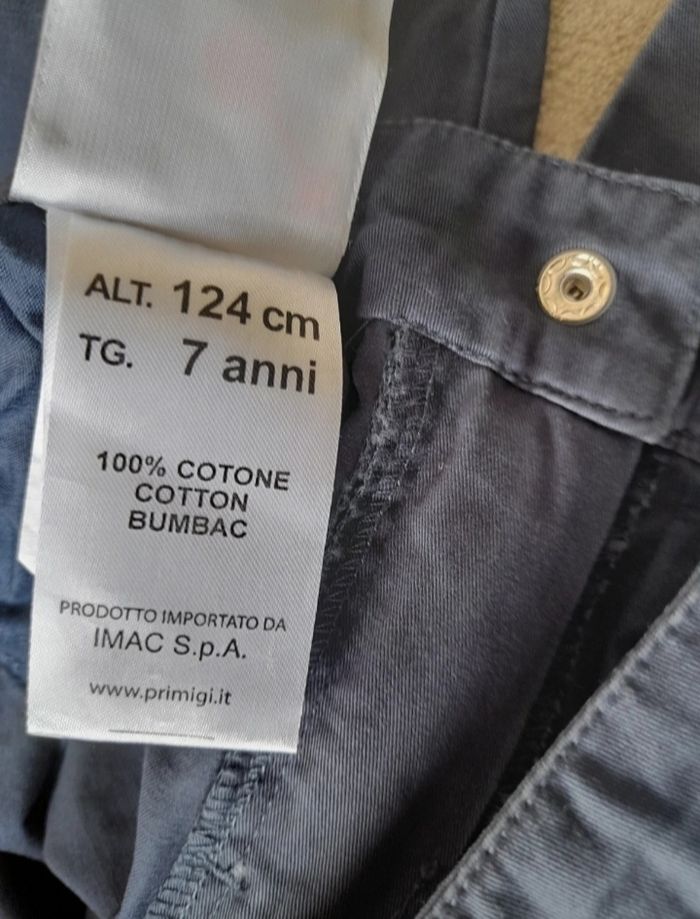 ALT. 124 cm
TG. 7 anni
100% COTONE
COTTON
BUMBAC
PRODOTTO IMPORTATO DA
IMAC S.p.A.
www.primigi.it